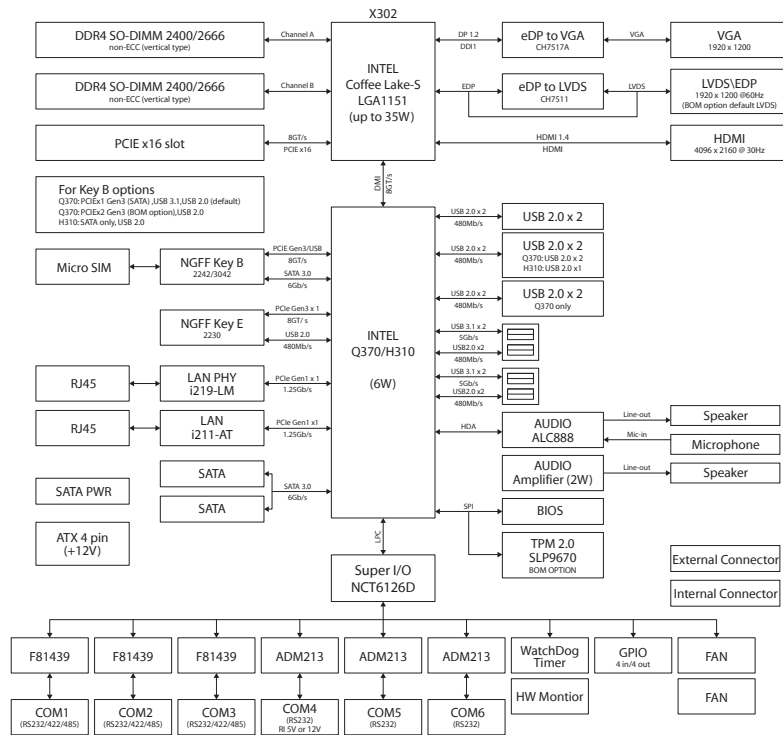 X302
DDR4 SO-DIMM 2400/2666
non-ECC (vertical type)
Channel A
DDR4 SO-DIMM 2400/2666
non-ECC (vertical type)
Channel B
PCIE x16 slot
8GT/s
PCIE x16
INTEL
Coffee Lake-S
LGA1151
(up to 35W)
DP 1.2
DDI1
eDP to VGA
CH7517A
VGA
VGA
1920 x 1200
EDP
eDP to LVDS
CH7511
LVDS
LVDS\EDP
1920 x 1200 @60Hz
(BOM option default LVDS)
HDMI 1.4
HDMI
HDMI
4096 x 2160 @ 30Hz
DMI
8GT/s
For Key B options
Q370: PCIEx1 Gen3 (SATA) ,USB 3.1,USB 2.0 (default)
Q370: PCIEx2 Gen3 (BOM option),USB 2.0
H310: SATA only, USB 2.0
Micro SIM
NGFF Key B
2242/3042
PCIE Gen3/USB
8GT/s
SATA 3.0
6Gb/s
NGFF Key E
2230
PCIe Gen3 x 1
8GT/ s
USB 2.0
480Mb/s
RJ45
LAN PHY
i219-LM
PCIe Gen1 x 1
1.25Gb/s
RJ45
LAN
i211-AT
PCIe Gen1 x1
1.25Gb/s
SATA PWR
SATA
SATA
SATA 3.0
6Gb/s
ATX 4 pin
(+12V)
INTEL
Q370/H310
(6W)
USB 2.0 x 2
480Mb/s
USB 2.0 x 2
USB 2.0 x 2
480Mb/s
USB 2.0 x 2
Q370: USB 2.0 x 2
H310: USB 2.0 x1
USB 2.0 x 2
480Mb/s
USB 2.0 x 2
Q370 only
USB 3.1 x 2
5Gb/s
USB2.0 x2
480Mb/s
USB 3.1 x 2
5Gb/s
USB2.0 x2
480Mb/s
HDA
AUDIO
ALC888
Line-out
Speaker
Mic-in
Microphone
AUDIO
Amplifier (2W)
Line-out
Speaker
SPI
BIOS
TPM 2.0
SLP9670
BOM OPTION
External Connector
Internal Connector
LPC
Super I/O
NCT6126D
F81439
F81439
F81439
ADM213
ADM213
ADM213
WatchDog
Timer
GPIO
4 in/4 out
FAN
COM1
(RS232/422/485)
COM2
(RS232/422/485)
COM3
(RS232/422/485)
COM4
(RS232)
RI 5V or 12V
COM5
(RS232)
COM6
(RS232)
HW Montior
FAN